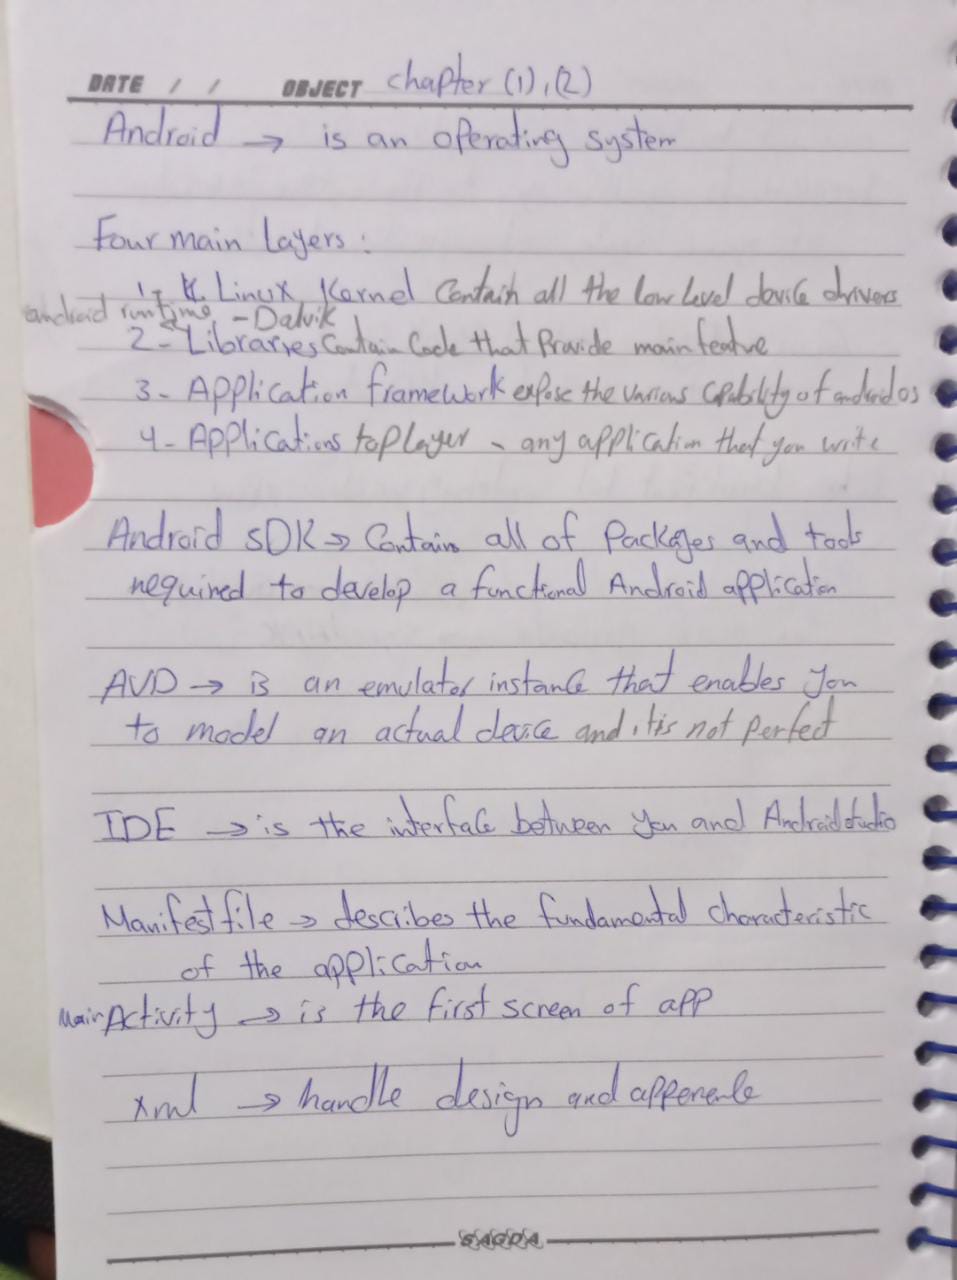 DATE / / OBJECT chapter (1),(2)
Android → is an operating system
Four main Layers :
1- Linux Kernel Contain all the low level device drivers
android runtime - Dalvik
2- Libraries Contain Code that Provide main featue
3- Application framework expose the various capability of android os
4- Applications top layer - any application that you write
Android SDK → Contain all of Packages and tools
required to develop a functional Android application
AVD → is an emulator instance that enables you
to model an actual device and it is not perfect
IDE → is the interface between you and Android studio
Manifest file → describes the fundamental characteristic
of the application
Main Activity → is the first screen of app
xml → handle design and